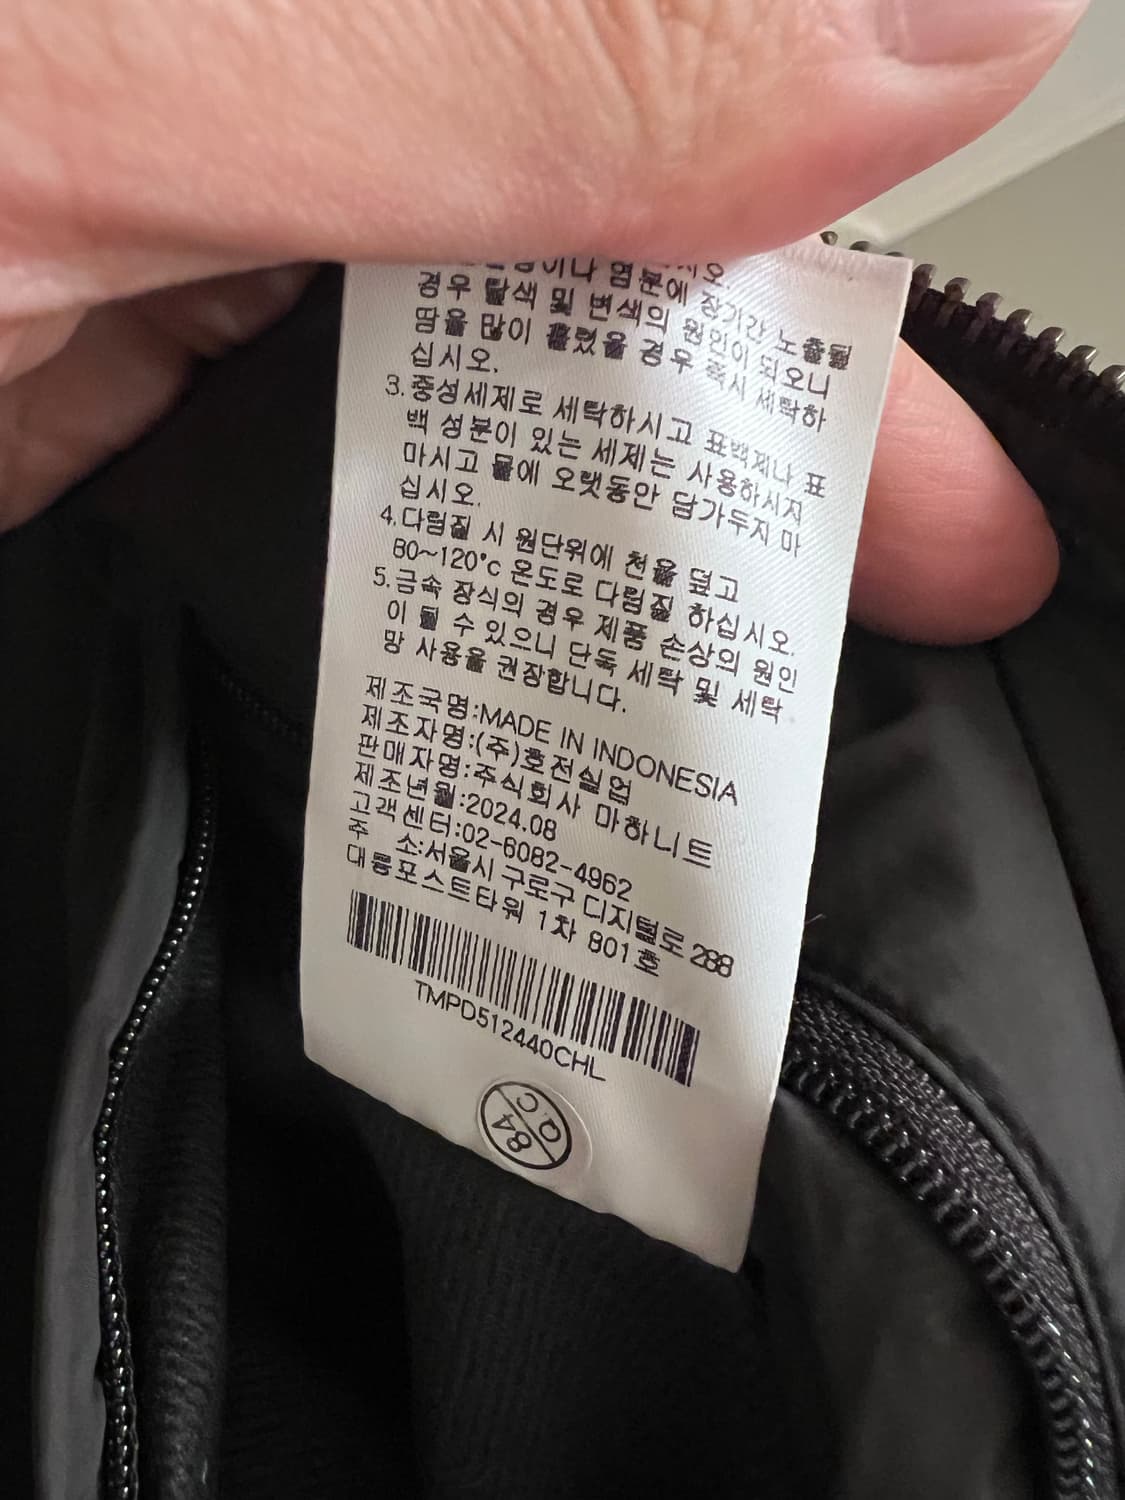 이나 염분에 장기간 노출될
경우 탈색 및 변색의 원인이 되오니
땀을 많이 흘렸을 경우 즉시 세탁하
십시오.
3.중성세제로 세탁하시고 표백제나 표
백 성분이 있는 세제는 사용하시지
마시고 물에 오랫동안 담가두지 마
십시오.
4.다림질 시 원단위에 천을 덮고
80~120°c 온도로 다림질 하십시오.
5.금속 장식의 경우 제품 손상의 원인
이 될 수 있으니 단독 세탁 및 세탁
망 사용을 권장합니다.
제조국명:MADE IN INDONESIA
제조자명:(주)호전실업
판매자명:주식회사 마하니트
제조년월:2024.08
고객센터:02-6082-4962
주 소:서울시 구로구 디지털로 288
대륭포스트타워 1차 801호
TMPD512440CHL
84
Q.C